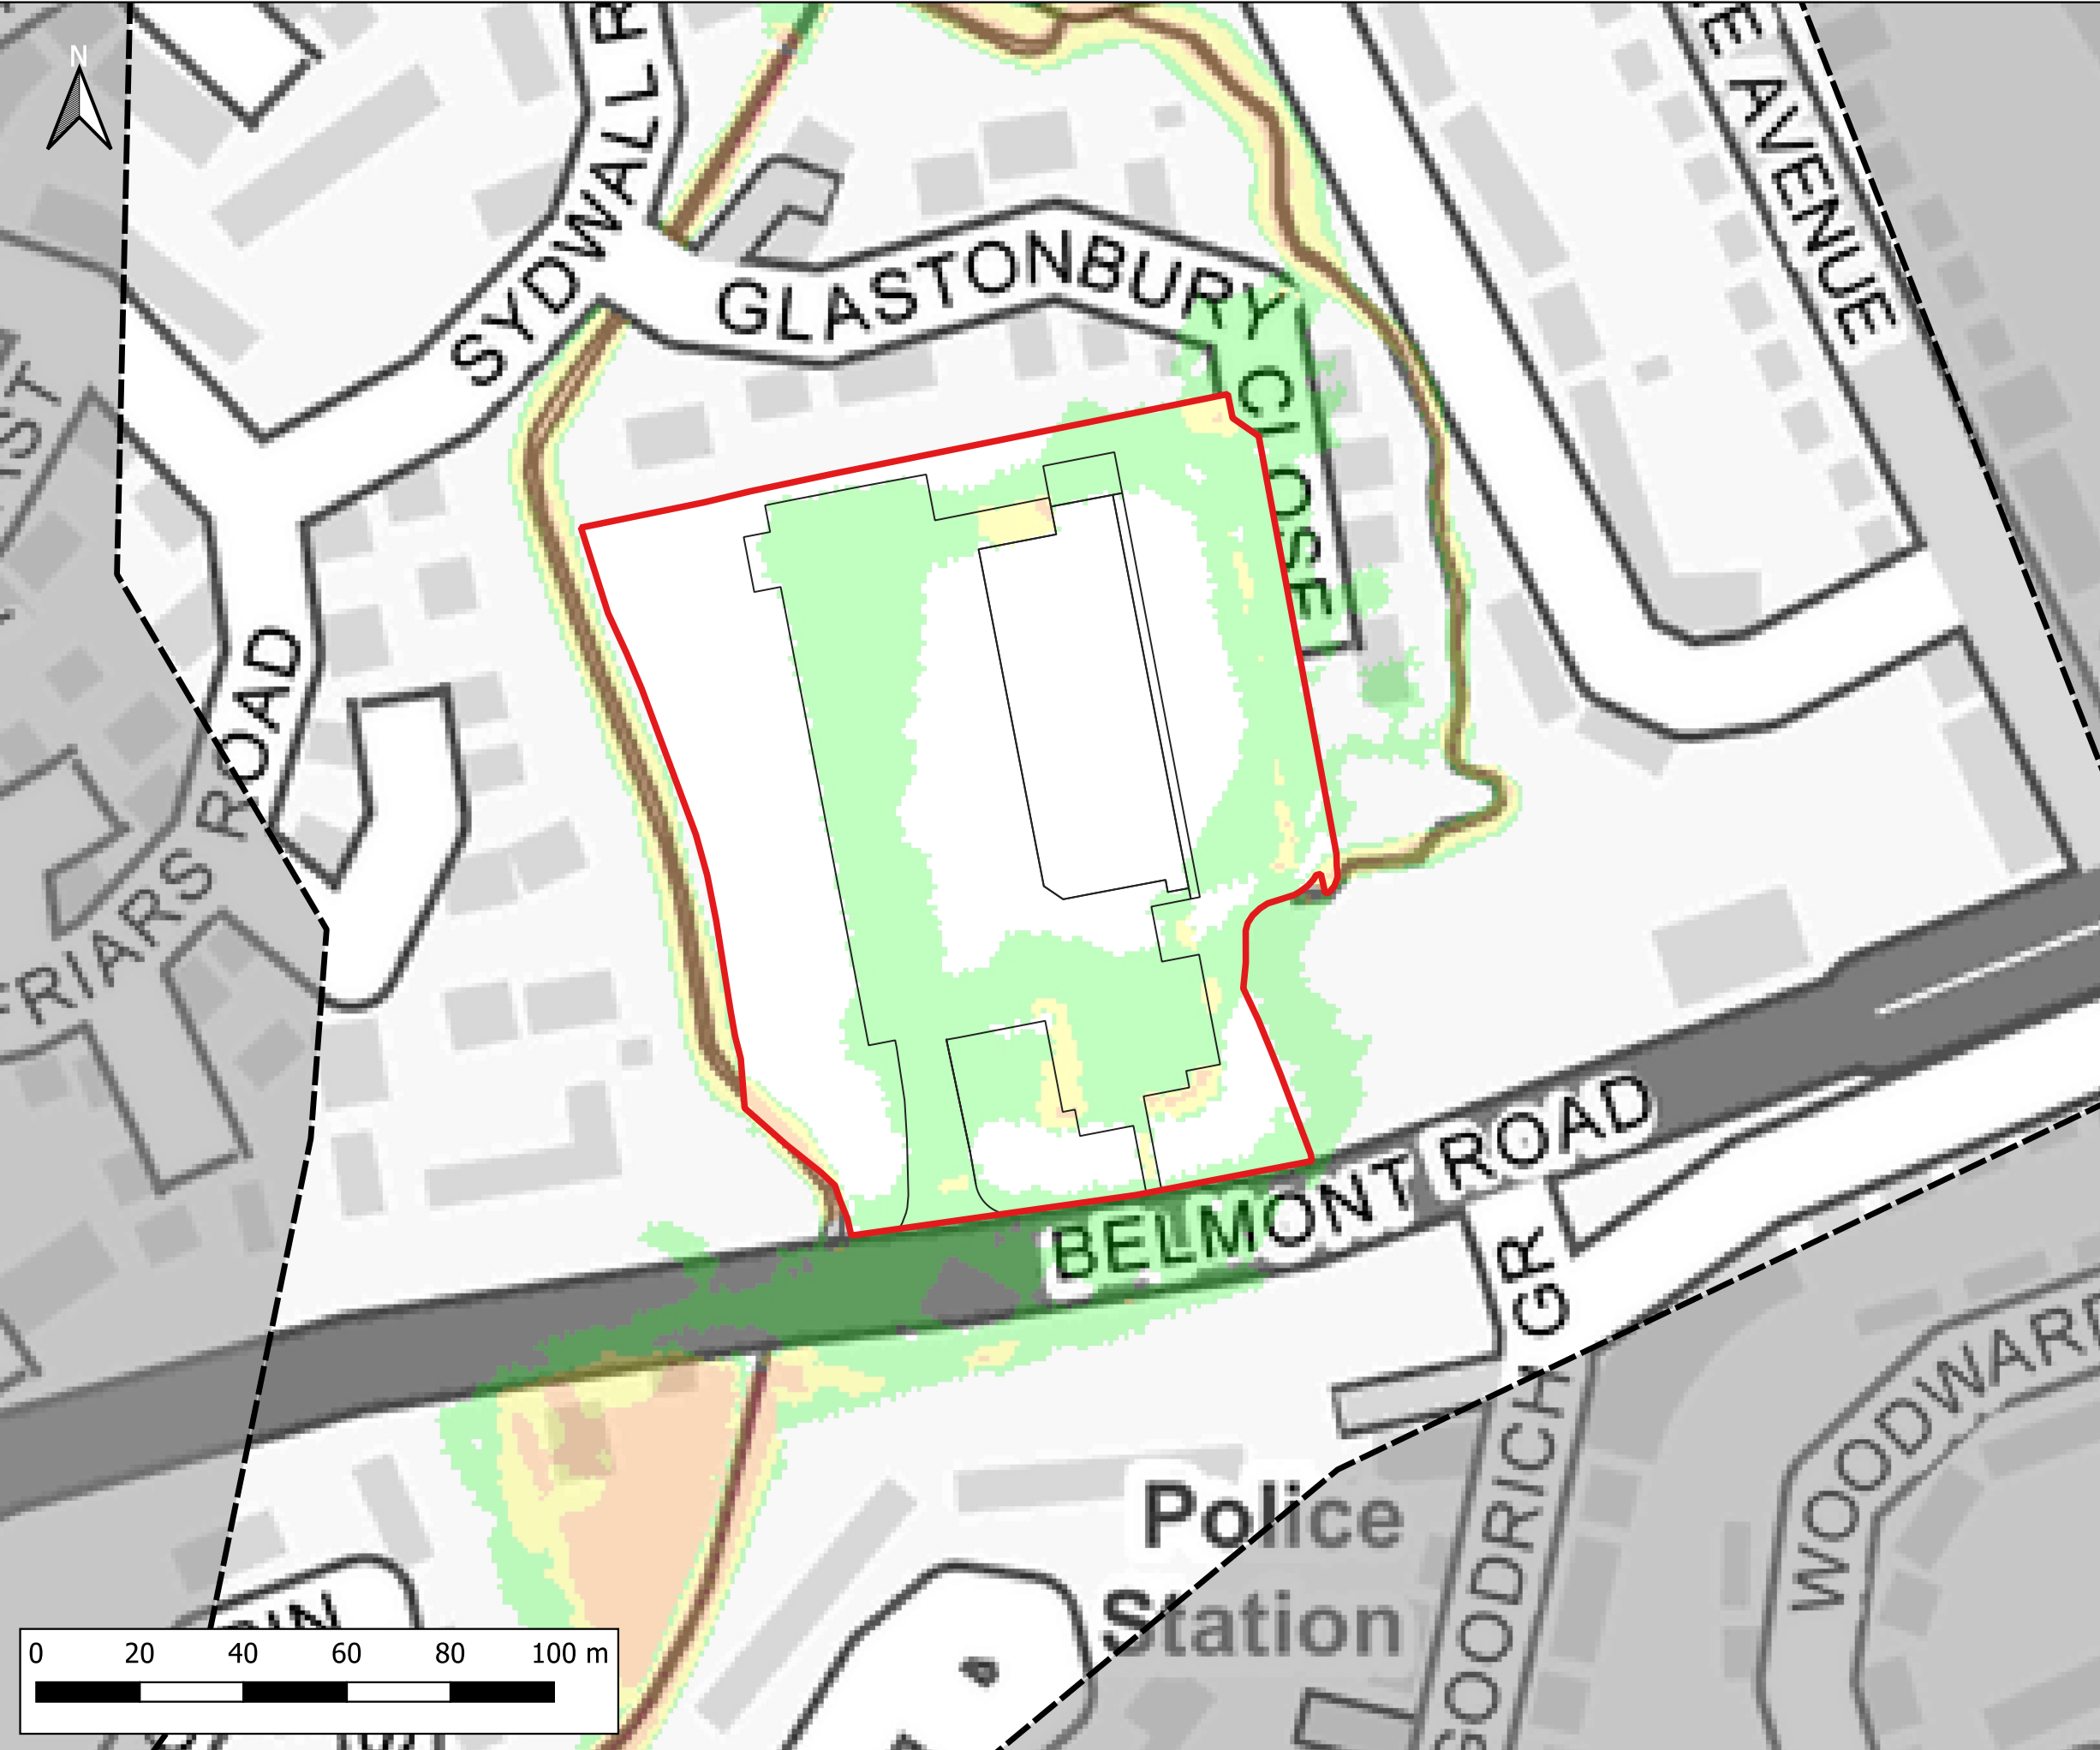 N
SYDWALL R
GE AVENUE
GLASTONBURY CLOSE
FRIARS ROAD
BELMONT ROAD
GOODRICH GR
WOODWARD
Police
Station
0 20 40 60 80 100 m